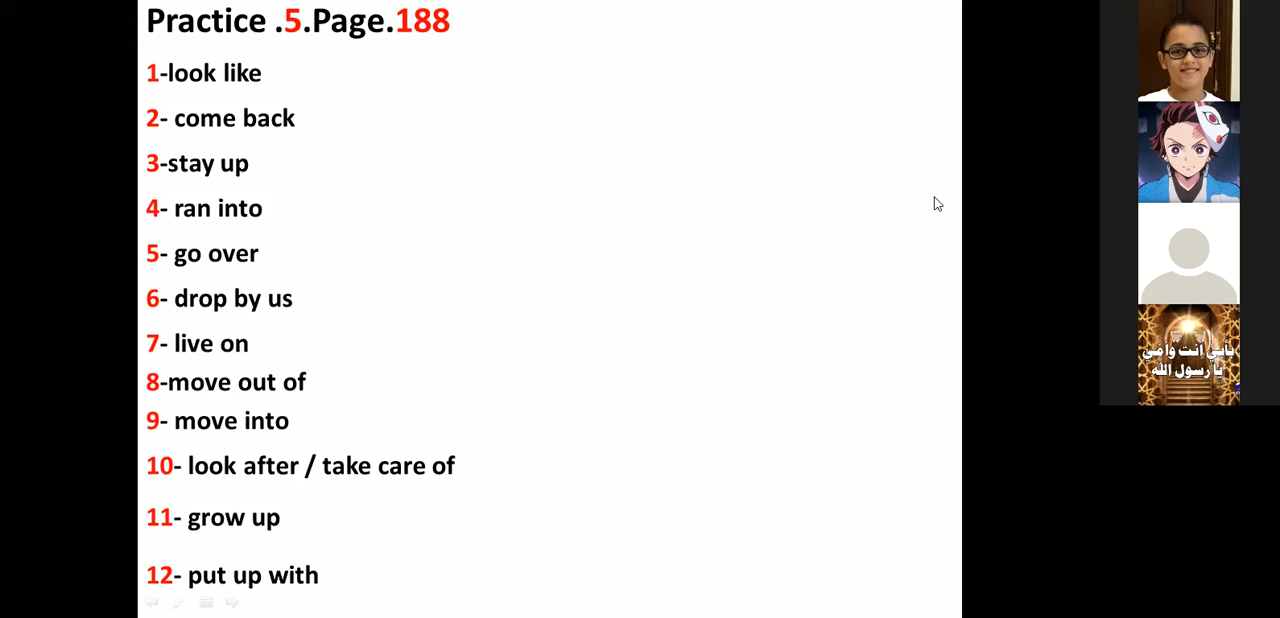 Practice .5.Page.188
1-look like
2- come back
3-stay up
4- ran into
5- go over
6- drop by us
7- live on
8-move out of
9- move into
10- look after / take care of
11- grow up
12- put up with
بأبي أنت وأمي
يا رسول الله